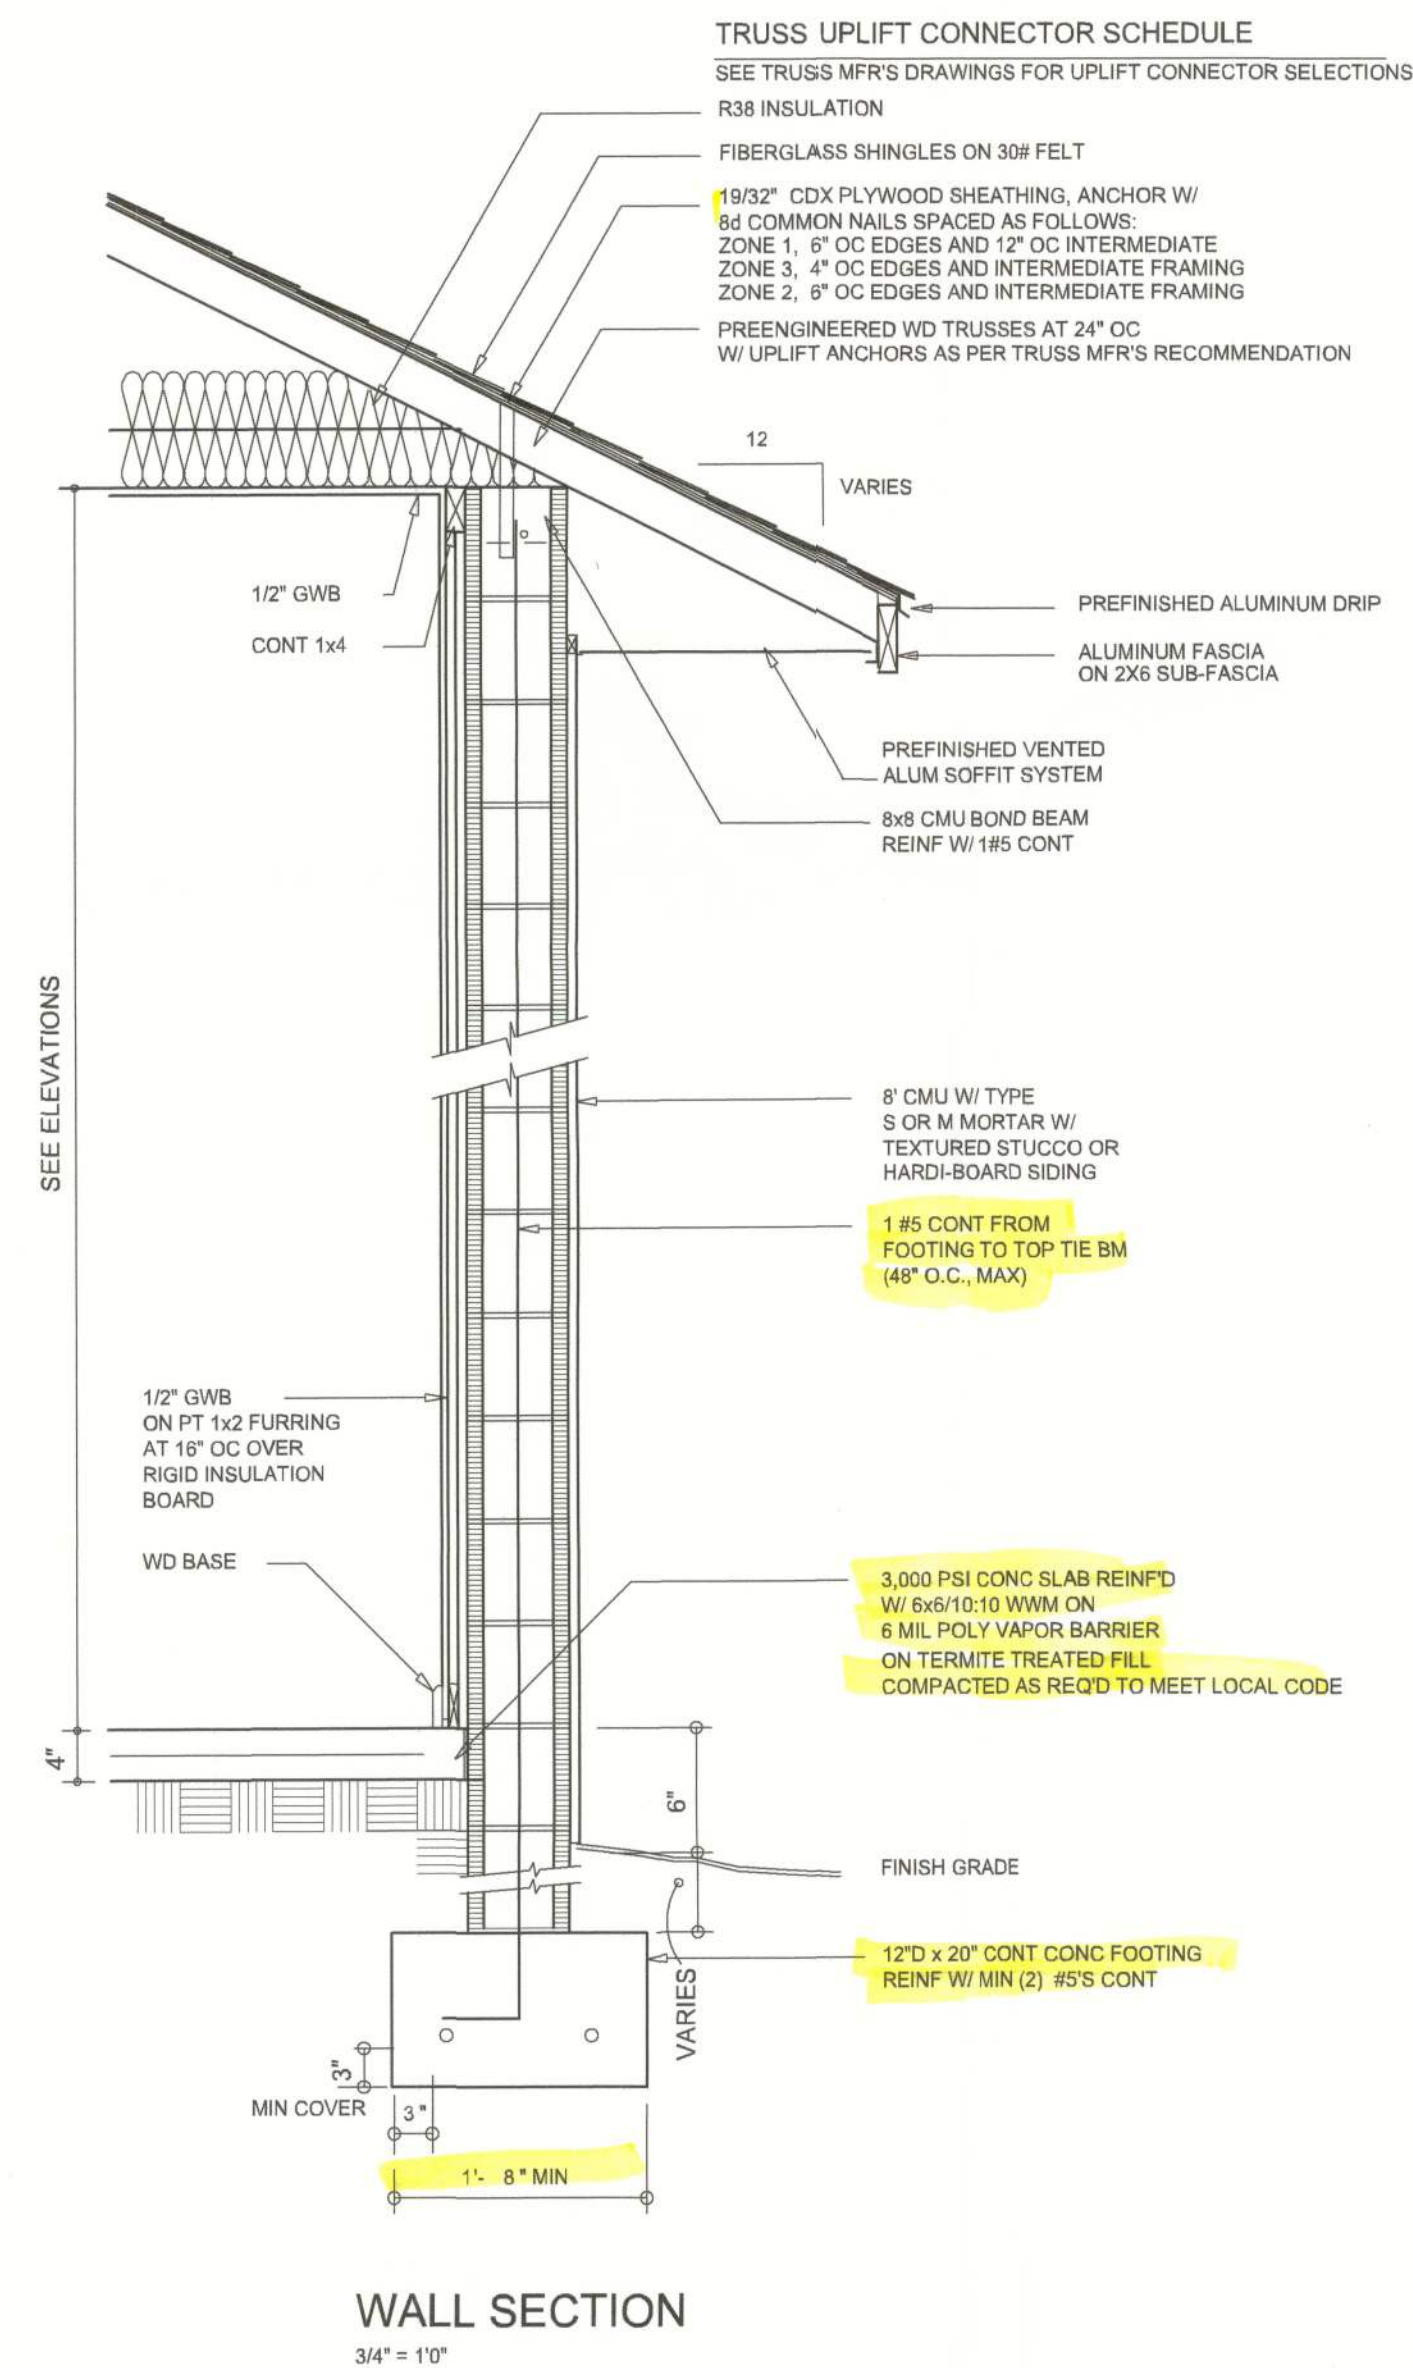 TRUSS UPLIFT CONNECTOR SCHEDULE
SEE TRUSS MFR'S DRAWINGS FOR UPLIFT CONNECTOR SELECTIONS
R38 INSULATION
FIBERGLASS SHINGLES ON 30# FELT
19/32" CDX PLYWOOD SHEATHING, ANCHOR W/
8d COMMON NAILS SPACED AS FOLLOWS:
ZONE 1, 6" OC EDGES AND 12" OC INTERMEDIATE
ZONE 3, 4" OC EDGES AND INTERMEDIATE FRAMING
ZONE 2, 6" OC EDGES AND INTERMEDIATE FRAMING
PREENGINEERED WD TRUSSES AT 24" OC
W/ UPLIFT ANCHORS AS PER TRUSS MFR'S RECOMMENDATION
12
VARIES
1/2" GWB
CONT 1x4
PREFINISHED ALUMINUM DRIP
ALUMINUM FASCIA
ON 2X6 SUB-FASCIA
PREFINISHED VENTED
ALUM SOFFIT SYSTEM
8x8 CMU BOND BEAM
REINF W/ 1#5 CONT
SEE ELEVATIONS
8' CMU W/ TYPE
S OR M MORTAR W/
TEXTURED STUCCO OR
HARDI-BOARD SIDING
1 #5 CONT FROM
FOOTING TO TOP TIE BM
(48" O.C., MAX)
1/2" GWB
ON PT 1x2 FURRING
AT 16" OC OVER
RIGID INSULATION
BOARD
WD BASE
3,000 PSI CONC SLAB REINF'D
W/ 6x6/10:10 WWM ON
6 MIL POLY VAPOR BARRIER
ON TERMITE TREATED FILL
COMPACTED AS REQ'D TO MEET LOCAL CODE
4"
6"
FINISH GRADE
12"D x 20" CONT CONC FOOTING
REINF W/ MIN (2) #5'S CONT
VARIES
3"
MIN COVER
3 "
1'- 8 " MIN
WALL SECTION
3/4" = 1'0"